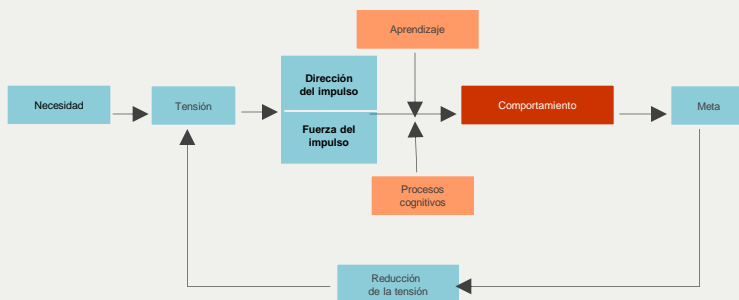 Aprendizaje
Necesidad
Tensión
Dirección
del impulso
Fuerza del
impulso
Comportamiento
Meta
Procesos
cognitivos
Reducción
de la tensión